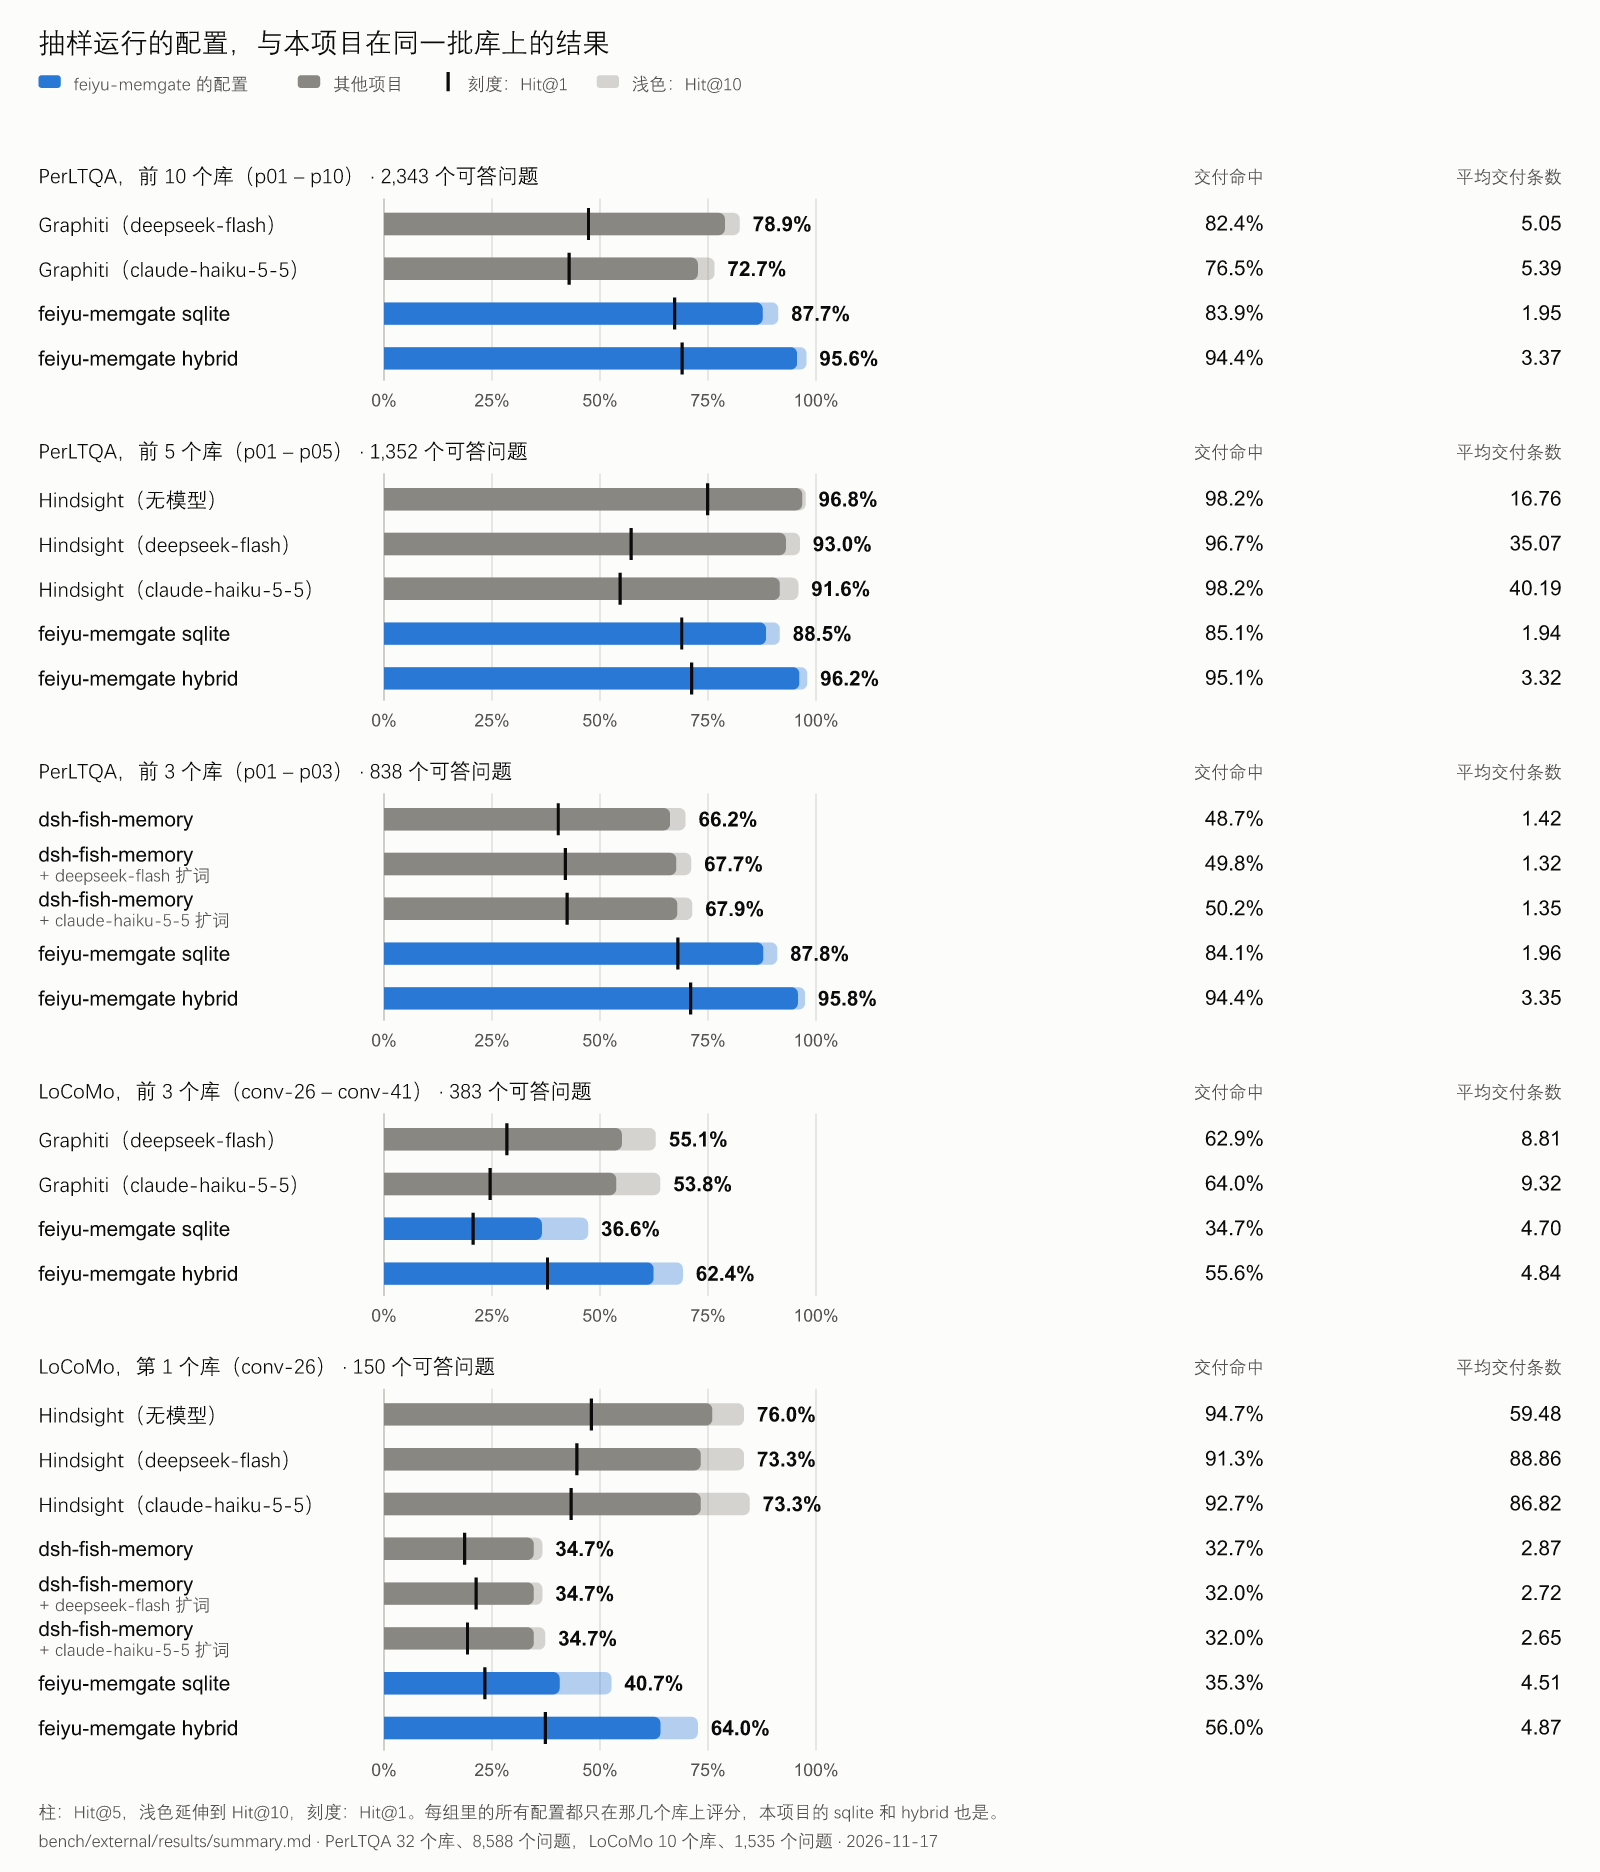 抽样运行的配置，与本项目在同一批库上的结果
feiyu-memgate 的配置 其他项目 刻度：Hit@1 浅色：Hit@10
PerLTQA，前 10 个库（p01 – p10） · 2,343 个可答问题 交付命中 平均交付条数
Graphiti（deepseek-flash） 78.9% 82.4% 5.05
Graphiti（claude-haiku-5-5） 72.7% 76.5% 5.39
feiyu-memgate sqlite 87.7% 83.9% 1.95
feiyu-memgate hybrid 95.6% 94.4% 3.37
0% 25% 50% 75% 100%
PerLTQA，前 5 个库（p01 – p05） · 1,352 个可答问题 交付命中 平均交付条数
Hindsight（无模型） 96.8% 98.2% 16.76
Hindsight（deepseek-flash） 93.0% 96.7% 35.07
Hindsight（claude-haiku-5-5） 91.6% 98.2% 40.19
feiyu-memgate sqlite 88.5% 85.1% 1.94
feiyu-memgate hybrid 96.2% 95.1% 3.32
0% 25% 50% 75% 100%
PerLTQA，前 3 个库（p01 – p03） · 838 个可答问题 交付命中 平均交付条数
dsh-fish-memory 66.2% 48.7% 1.42
dsh-fish-memory 67.7% 49.8% 1.32
+ deepseek-flash 扩词
dsh-fish-memory 67.9% 50.2% 1.35
+ claude-haiku-5-5 扩词
feiyu-memgate sqlite 87.8% 84.1% 1.96
feiyu-memgate hybrid 95.8% 94.4% 3.35
0% 25% 50% 75% 100%
LoCoMo，前 3 个库（conv-26 – conv-41） · 383 个可答问题 交付命中 平均交付条数
Graphiti（deepseek-flash） 55.1% 62.9% 8.81
Graphiti（claude-haiku-5-5） 53.8% 64.0% 9.32
feiyu-memgate sqlite 36.6% 34.7% 4.70
feiyu-memgate hybrid 62.4% 55.6% 4.84
0% 25% 50% 75% 100%
LoCoMo，第 1 个库（conv-26） · 150 个可答问题 交付命中 平均交付条数
Hindsight（无模型） 76.0% 94.7% 59.48
Hindsight（deepseek-flash） 73.3% 91.3% 88.86
Hindsight（claude-haiku-5-5） 73.3% 92.7% 86.82
dsh-fish-memory 34.7% 32.7% 2.87
dsh-fish-memory 34.7% 32.0% 2.72
+ deepseek-flash 扩词
dsh-fish-memory 34.7% 32.0% 2.65
+ claude-haiku-5-5 扩词
feiyu-memgate sqlite 40.7% 35.3% 4.51
feiyu-memgate hybrid 64.0% 56.0% 4.87
0% 25% 50% 75% 100%
柱：Hit@5，浅色延伸到 Hit@10，刻度：Hit@1。每组里的所有配置都只在那几个库上评分，本项目的 sqlite 和 hybrid 也是。
bench/external/results/summary.md · PerLTQA 32 个库、8,588 个问题，LoCoMo 10 个库、1,535 个问题 · 2026-11-17